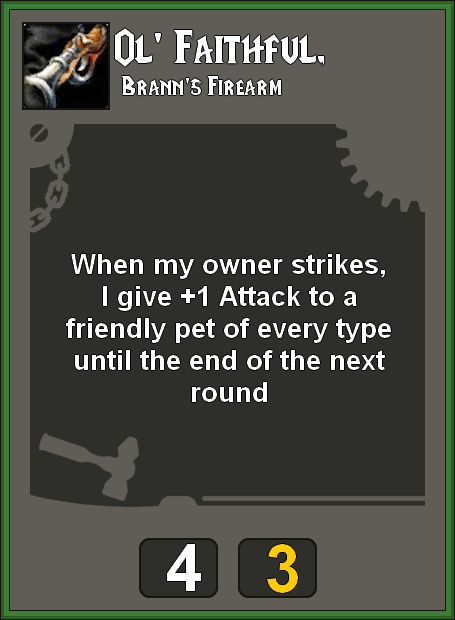 Ol' Faithful,
Brann's Firearm
When my owner strikes,
I give +1 Attack to a
friendly pet of every type
until the end of the next
round
4 3